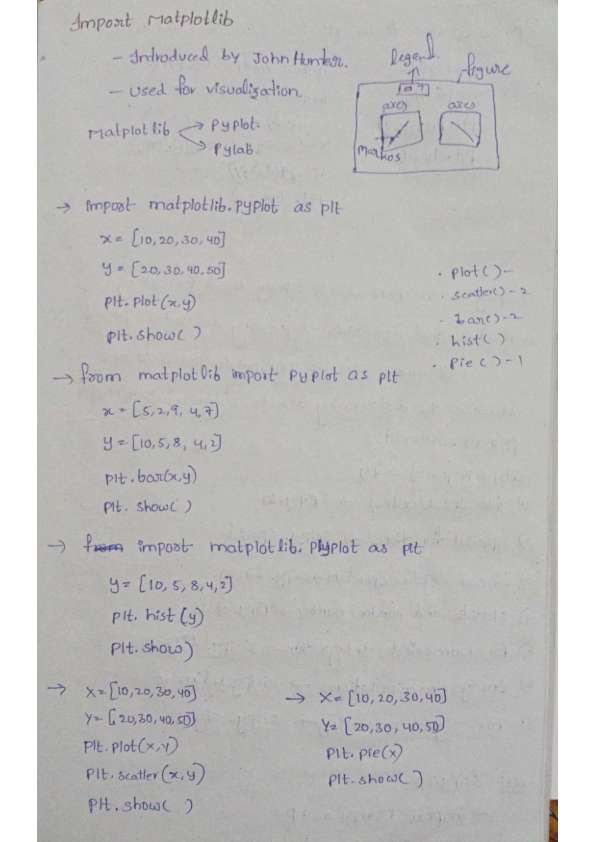 Import Matplotlib
- Introduced by John Hunter.
- Used for visualization
Matplotlib
Pyplot.
Pylab
legend.
figure
axes
axes
→ import matplotlib.pyplot as plt
x = [10,20,30,40]
y = [20,30,40,50]
plt.plot(x,y)
plt.show( )
. plot( ) -
. scatler() - 2
. bar() - 2
. hist( )
. Pie ( ) - 1
→ from matplotlib import pyplot as plt
x = [5,2,9,4,7]
y = [10,5,8,4,2]
plt.bar(x,y)
plt. show( )
→ from import matplotlib. Pyplot as plt
y = [10, 5, 8,4,2]
plt. hist (y)
plt. show)
→ X = [10,20,30,40]
Y = [20,30,40,50]
plt.plot(x,y)
plt. scatler (x,y)
plt. show( )
→ X = [10,20,30,40]
Y = [20,30,40,50]
plt. pie(x)
plt. show( )